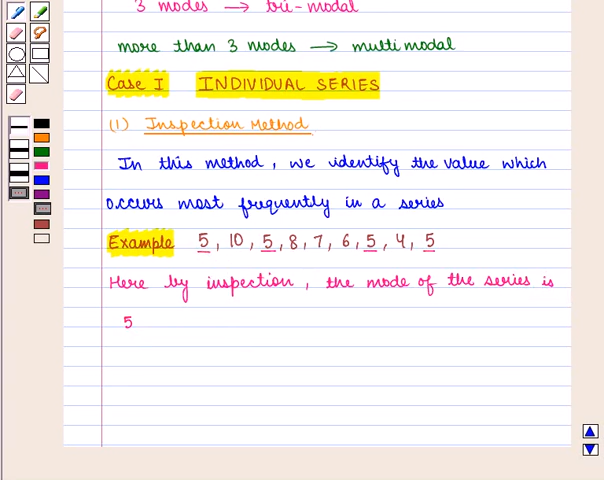 3 modes → tri-modal
more than 3 modes → multimodal
Case I INDIVIDUAL SERIES
(1) Inspection Method
In this method, we identify the value which
occurs most frequently in a series
Example 5, 10, 5, 8, 7, 6, 5, 4, 5
Here by inspection, the mode of the series is
5